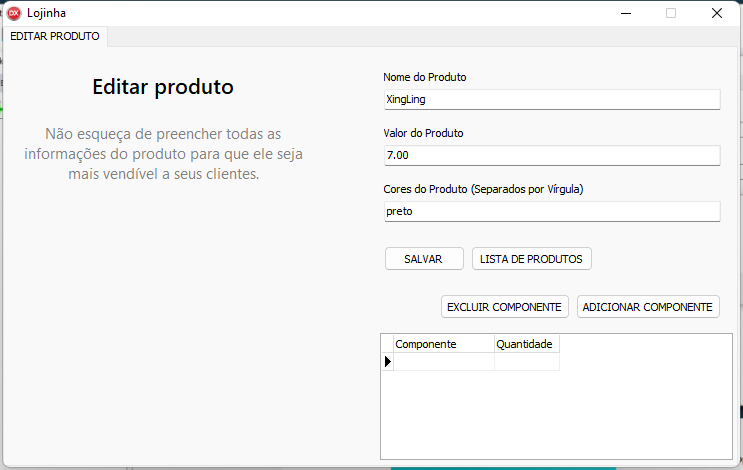 DX Lojinha
EDITAR PRODUTO
Editar produto
Não esqueça de preencher todas as
informações do produto para que ele seja
mais vendível a seus clientes.
Nome do Produto
XingLing
Valor do Produto
7.00
Cores do Produto (Separados por Vírgula)
preto
SALVAR LISTA DE PRODUTOS
EXCLUIR COMPONENTE ADICIONAR COMPONENTE
Componente Quantidade